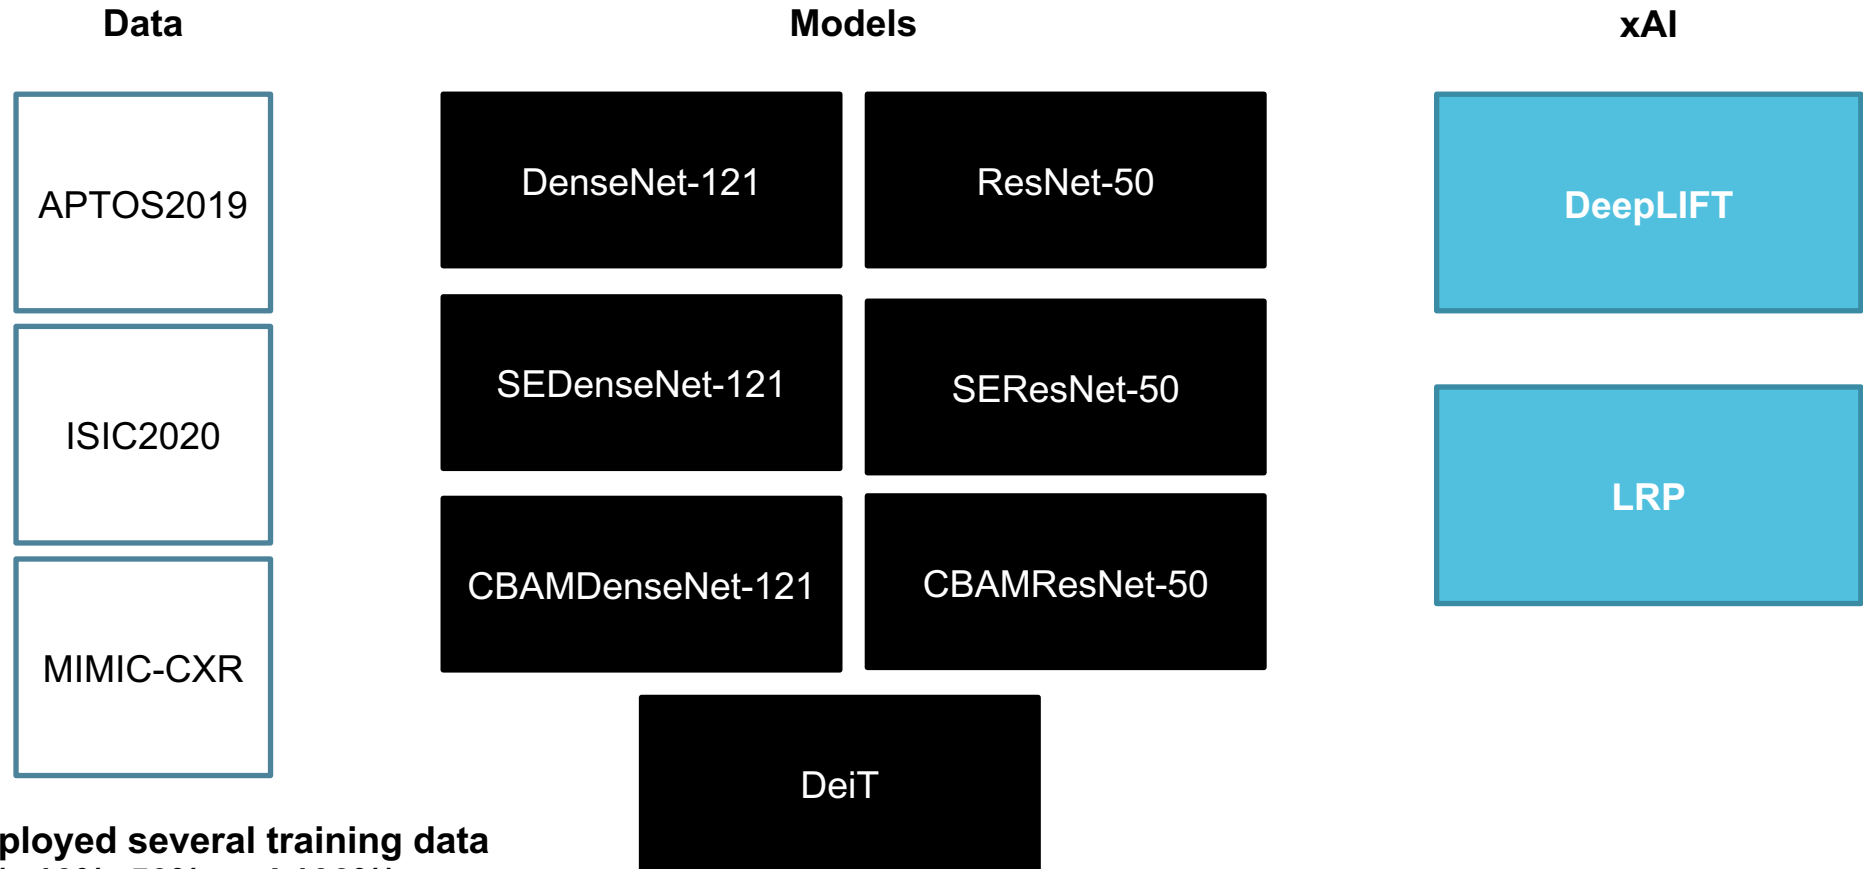 Data
Models
xAI
APTOS2019
ISIC2020
MIMIC-CXR
DenseNet-121
ResNet-50
SEDenseNet-121
SEResNet-50
CBAMDenseNet-121
CBAMResNet-50
DeiT
DeepLIFT
LRP
ployed several training data